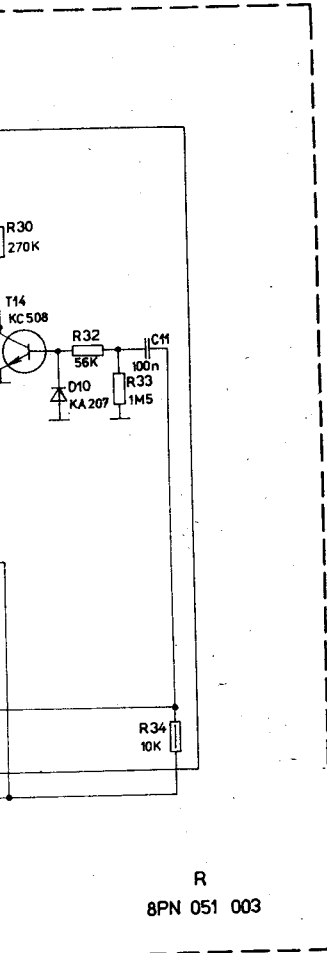 R30
270K
T14
KC508
R32
56K
C11
100n
R33
1M5
D10
KA207
R34
10K
R
8PN 051 003